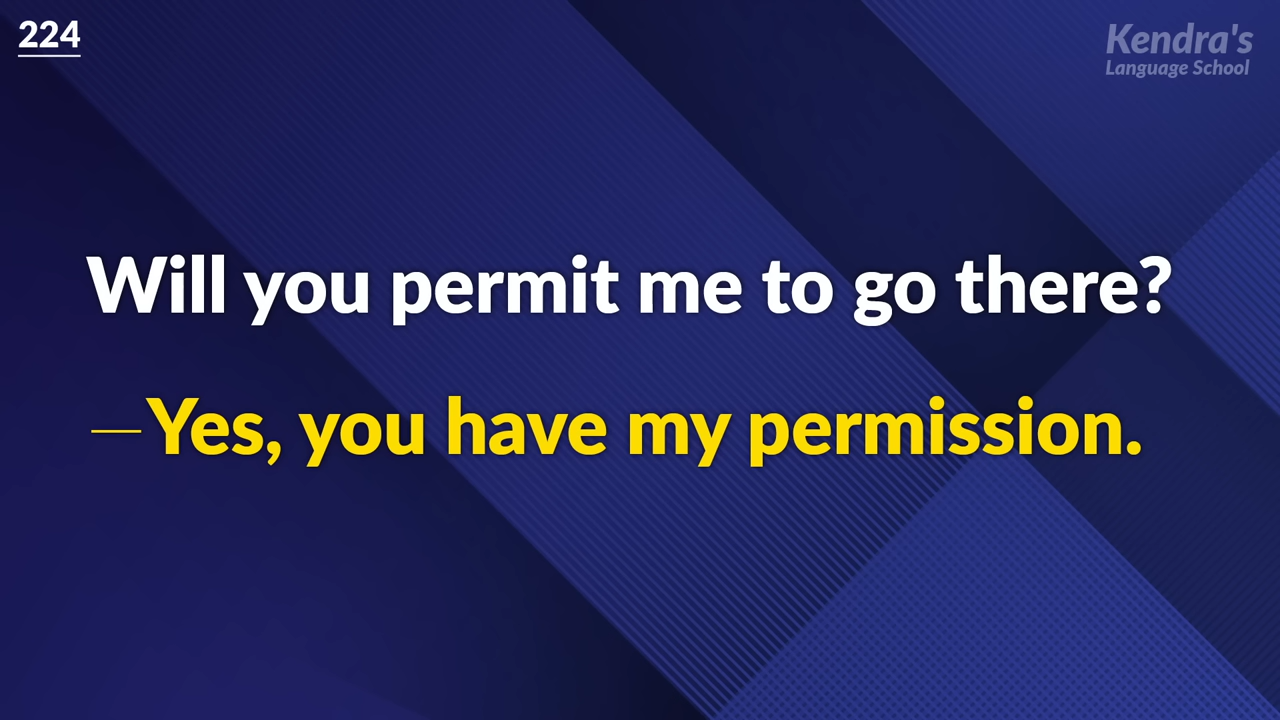 224
Kendra's
Language School
Will you permit me to go there?
—Yes, you have my permission.